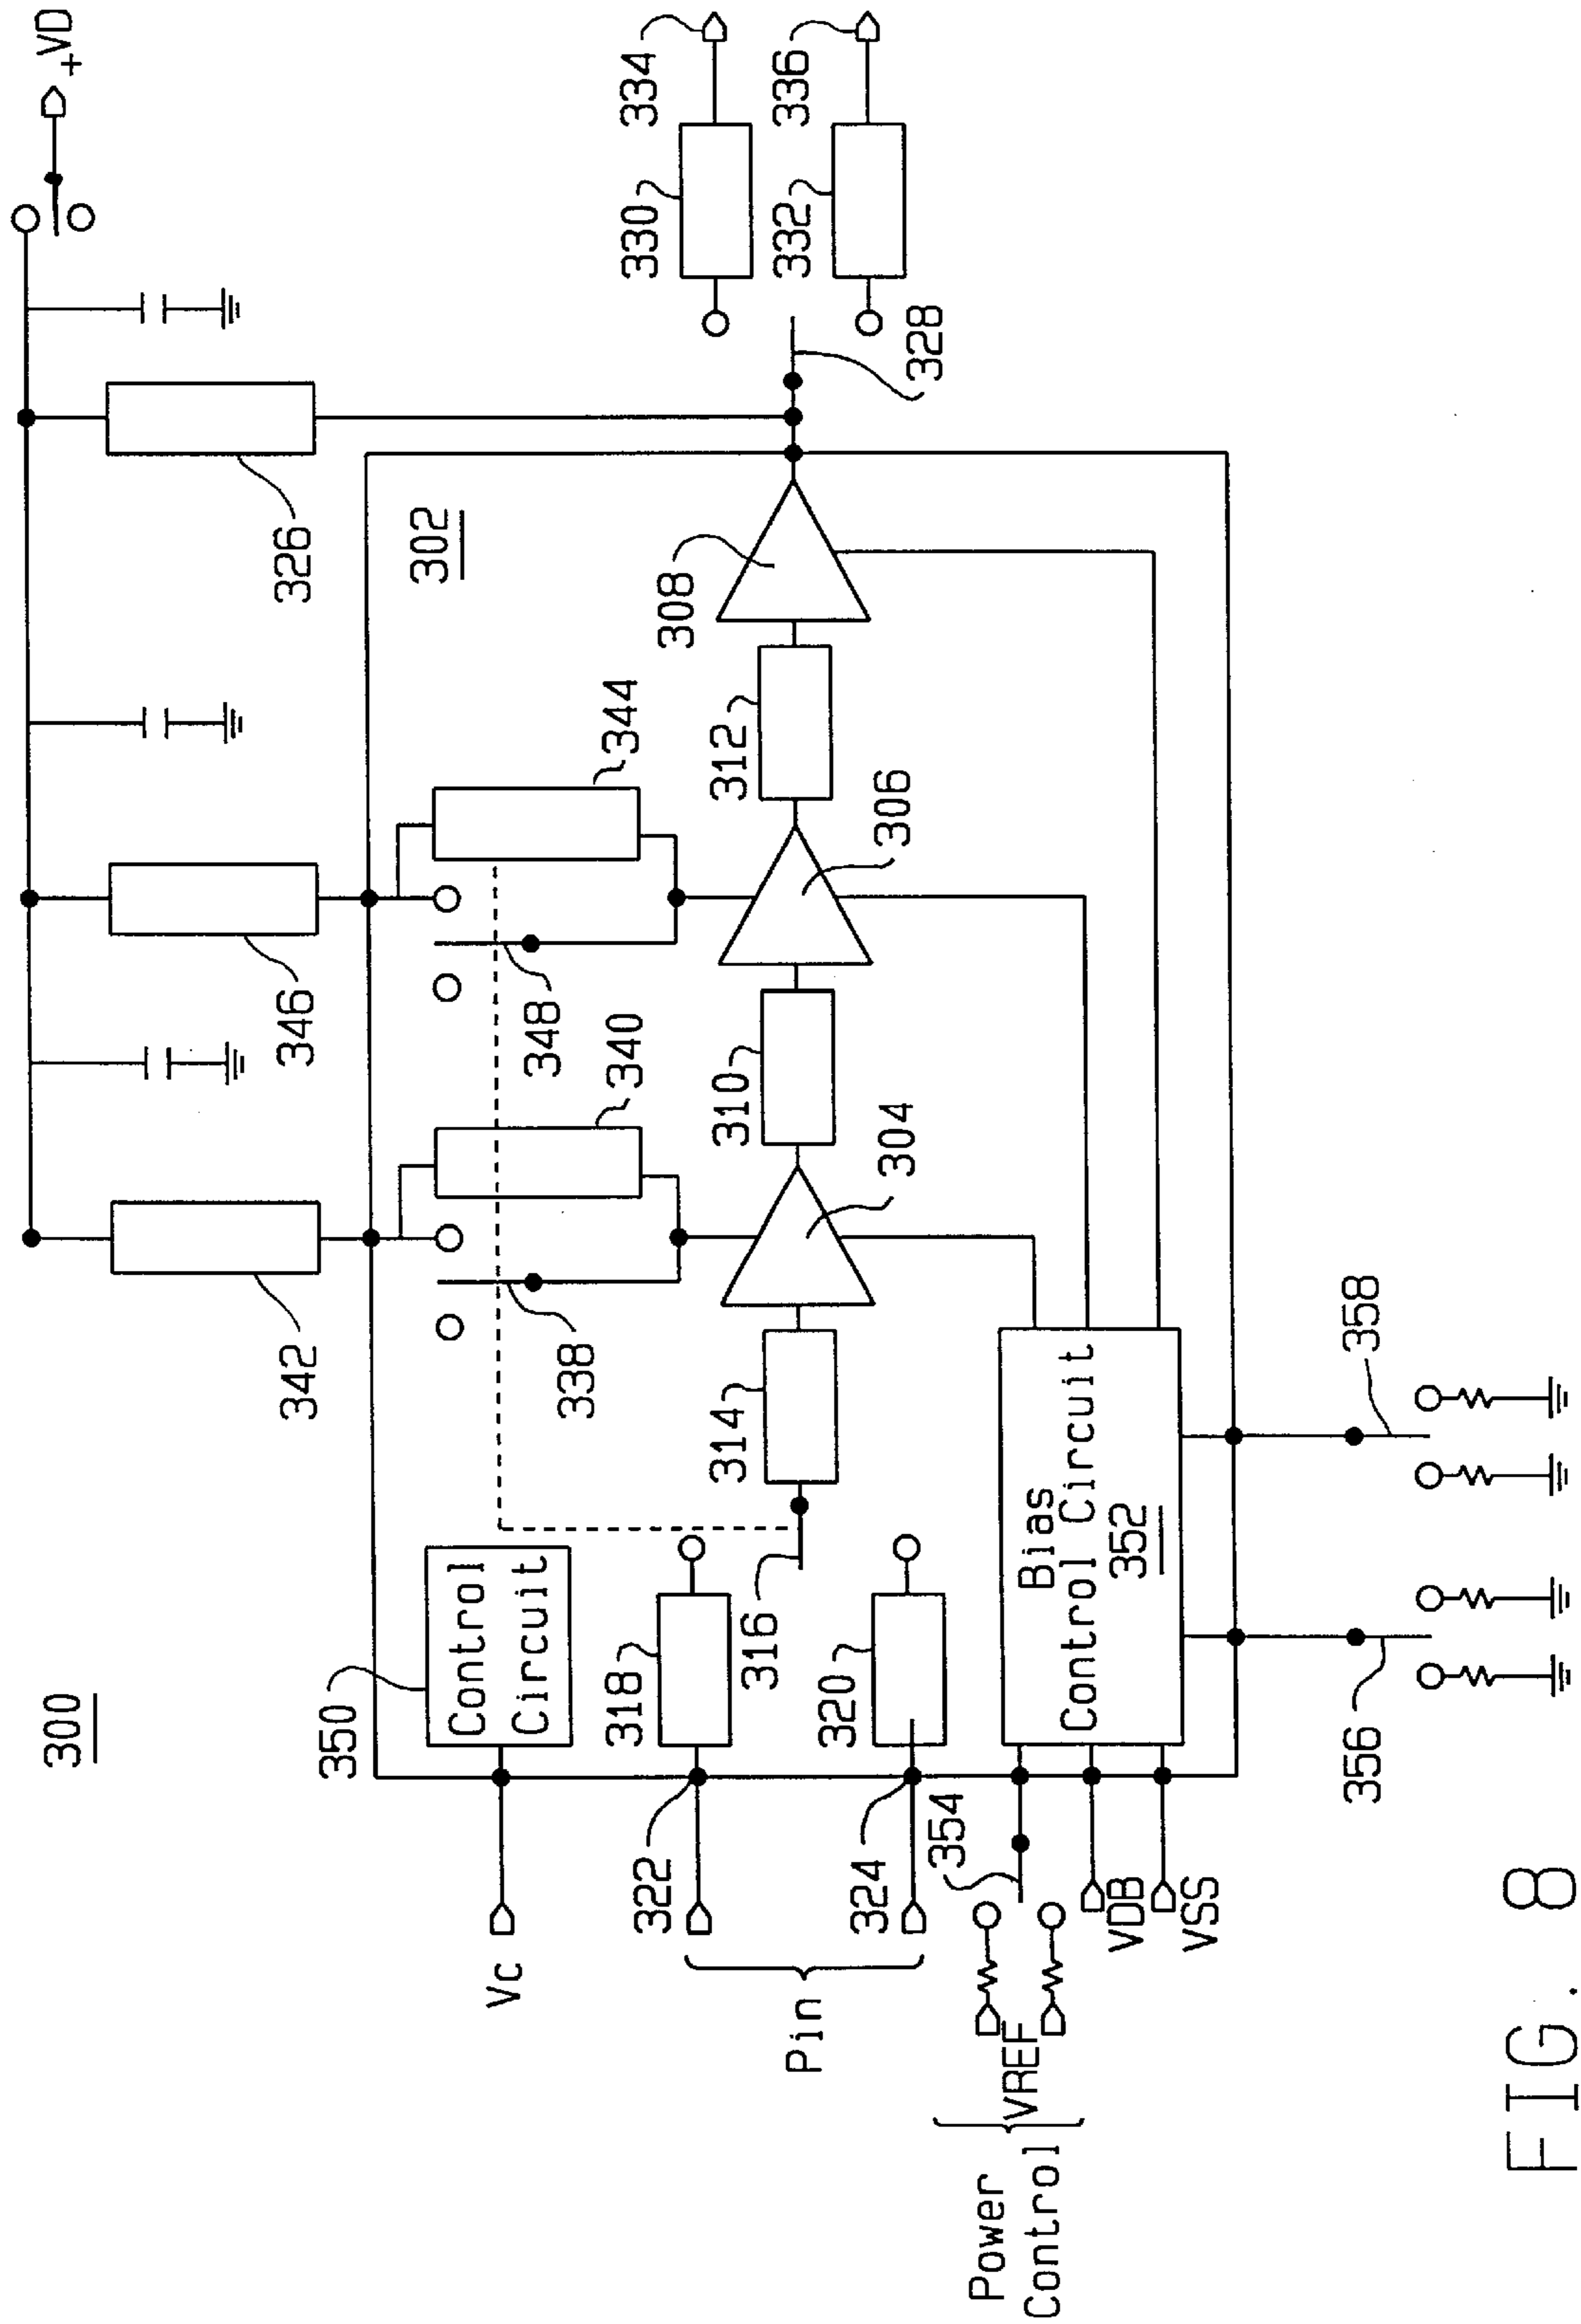 300
+VD
342
346
326
302
350
Control
Circuit
338
340
348
344
Vc
322
318
316
314
310
312
308
304
306
334
330
332
336
328
Pin
324
320
354
Power
Control
VREF
VDB
VSS
Bias
Control Circuit
352
356
358
FIG. 8